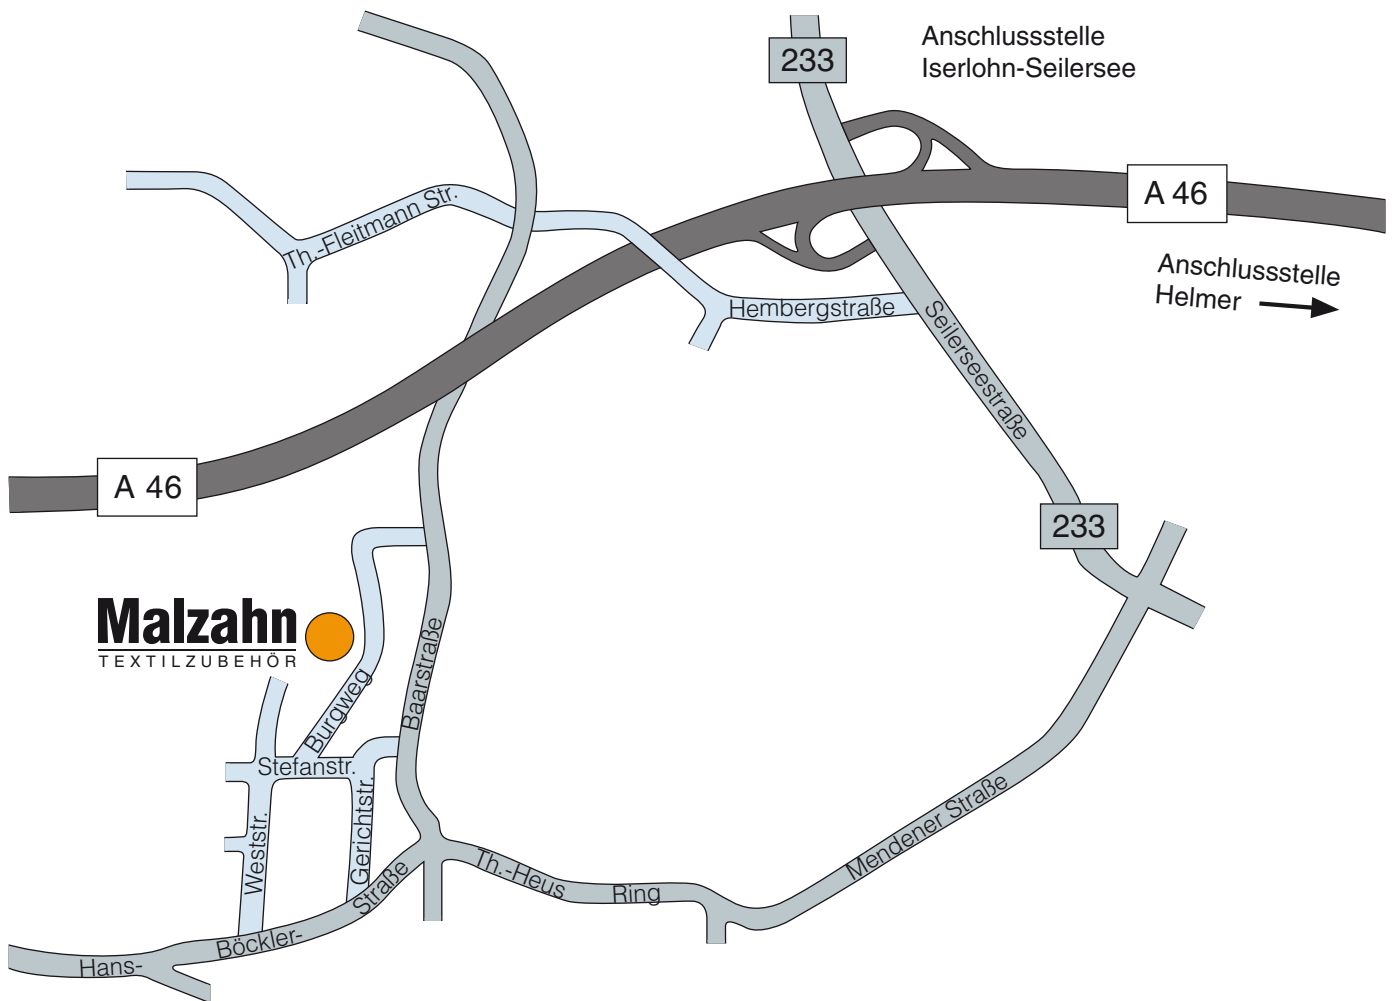 233
Anschlussstelle
Iserlohn-Seilersee
A 46
Th.-Fleitmann Str.
Anschlussstelle
Helmer
Hembergstraße
Seilerseestraße
A 46
233
Malzahn
TEXTILZUBEHÖR
Baarstraße
Burgweg
Stefanstr.
Gerichtstr.
Weststr.
Mendener Straße
Th.-Heus Ring
Hans- Böckler- Straße